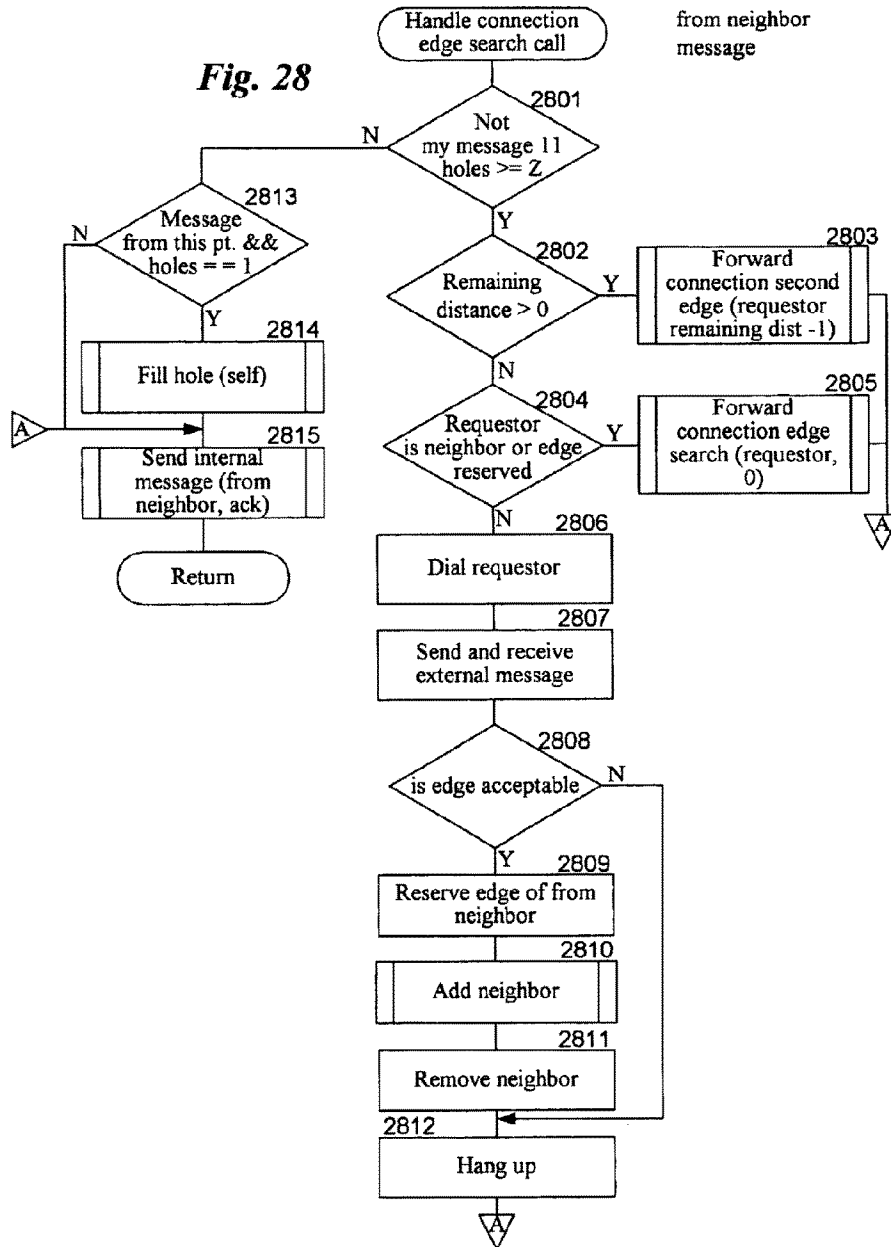 Fig. 28
Handle connection
edge search call
from neighbor
message
2801
Not
my message 11
holes >= Z
N
Y
2813
Message
from this pt. &&
holes = = 1
N
Y
2802
Remaining
distance > 0
Y
N
2803
Forward
connection second
edge (requestor
remaining dist -1)
2814
Fill hole (self)
2804
Requestor
is neighbor or edge
reserved
Y
N
2805
Forward
connection edge
search (requestor,
0)
A
A
2815
Send internal
message (from
neighbor, ack)
Return
2806
Dial requestor
2807
Send and receive
external message
2808
is edge acceptable
N
Y
2809
Reserve edge of from
neighbor
2810
Add neighbor
2811
Remove neighbor
2812
Hang up
A